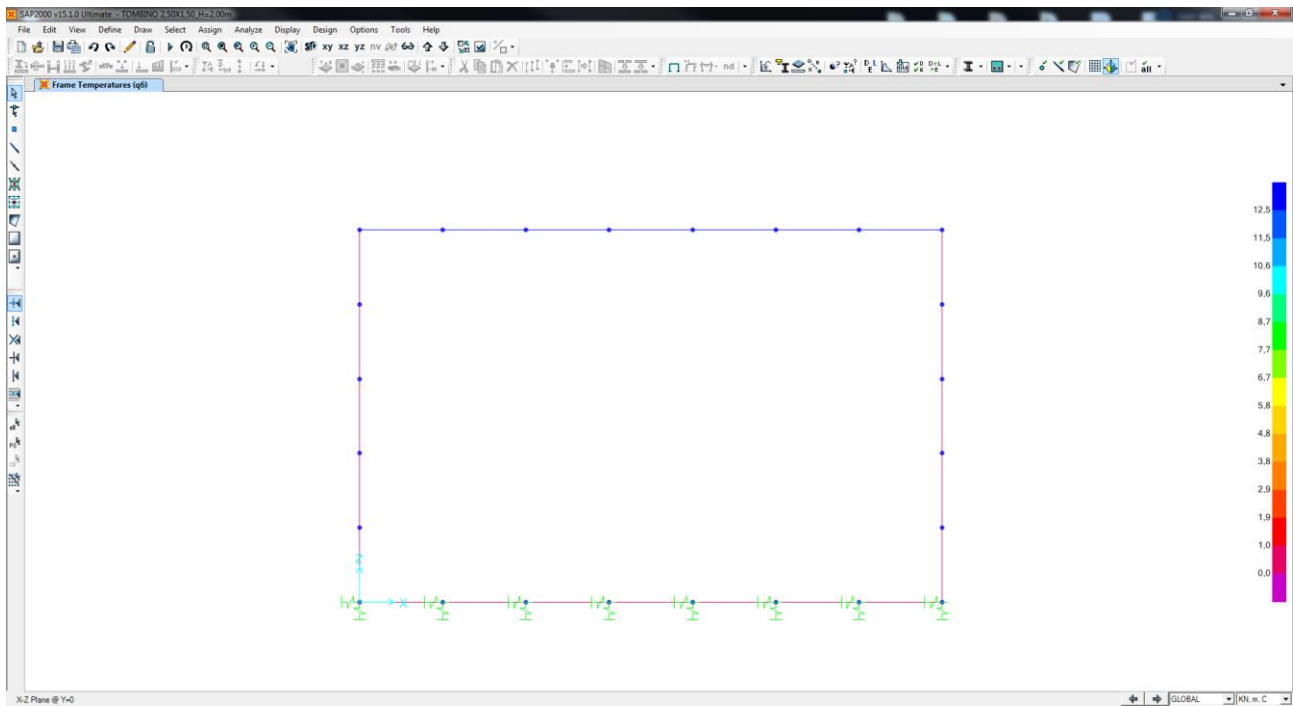 SAP2000 v15.1.0 Ultimate - TOMBINO 2.50X1.50_H=2.00m
File Edit View Define Draw Select Assign Analyze Display Design Options Tools Help
xy xz yz nv
nd
all
Frame Temperatures (q6)
12,5
11,5
10,6
9,6
8,7
7,7
6,7
5,8
4,8
3,8
2,9
1,9
1,0
0,0
Z
X
X-Z Plane @ Y=0
GLOBAL
KN, m, C